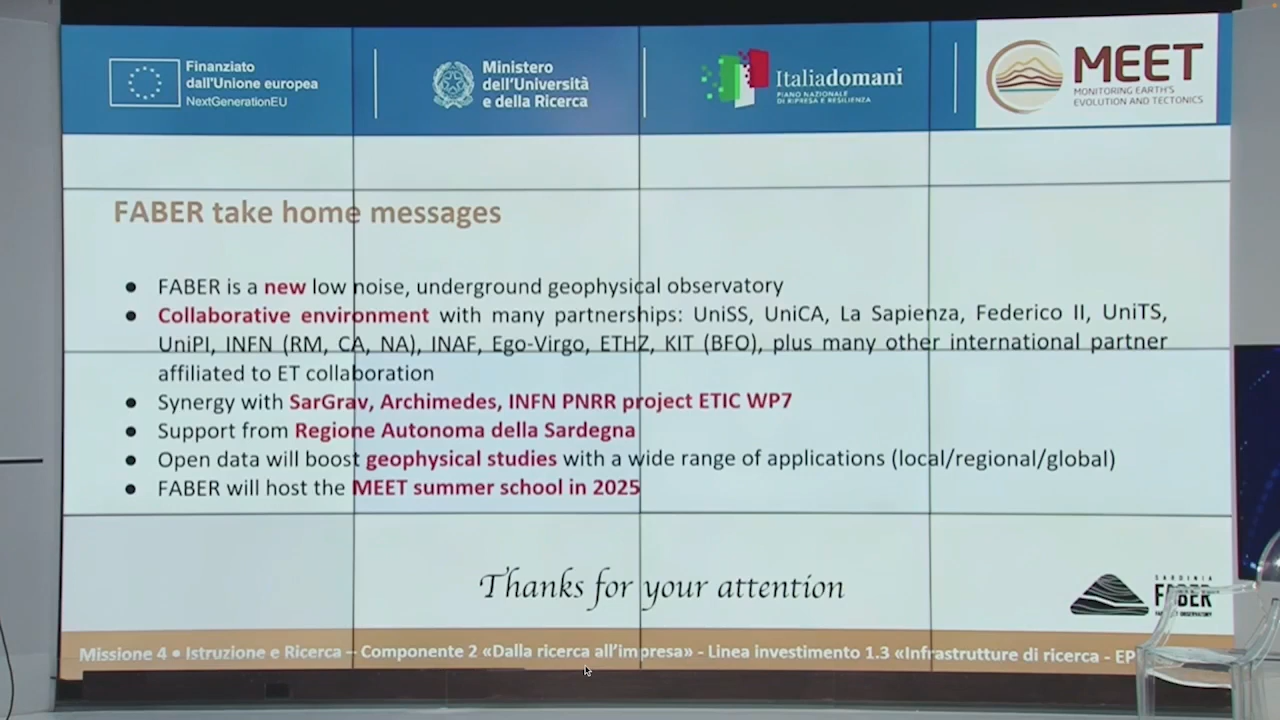 Finanziato
dall'Unione europea
NextGenerationEU
Ministero
dell'Università
e della Ricerca
Italiadomani
PIANO NAZIONALE
DI RIPRESA E RESILIENZA
MEET
MONITORING EARTH'S
EVOLUTION AND TECTONICS
FABER take home messages
● FABER is a new low noise, underground geophysical observatory
● Collaborative environment with many partnerships: UniSS, UniCA, La Sapienza, Federico II, UniTS,
UniPI, INFN (RM, CA, NA), INAF, Ego-Virgo, ETHZ, KIT (BFO), plus many other international partner
affiliated to ET collaboration
● Synergy with SarGrav, Archimedes, INFN PNRR project ETIC WP7
● Support from Regione Autonoma della Sardegna
● Open data will boost geophysical studies with a wide range of applications (local/regional/global)
● FABER will host the MEET summer school in 2025
Thanks for your attention
SARDINIA
FABER
Missione 4 • Istruzione e Ricerca – Componente 2 «Dalla ricerca all'impresa» - Linea investimento 1.3 «Infrastrutture di ricerca - EP